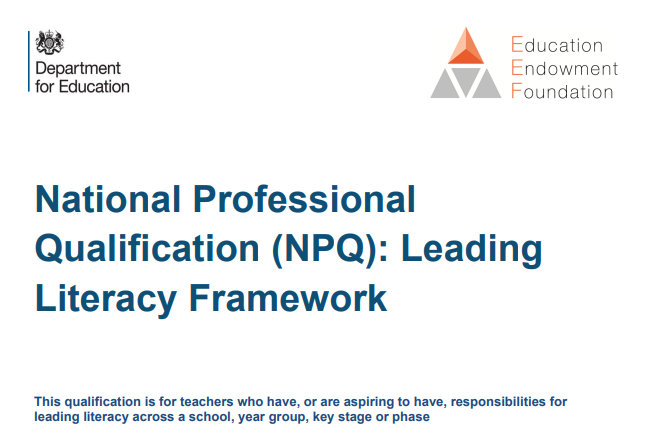 Department
for Education
Education
Endowment
Foundation
National Professional
Qualification (NPQ): Leading
Literacy Framework
This qualification is for teachers who have, or are aspiring to have, responsibilities for
leading literacy across a school, year group, key stage or phase